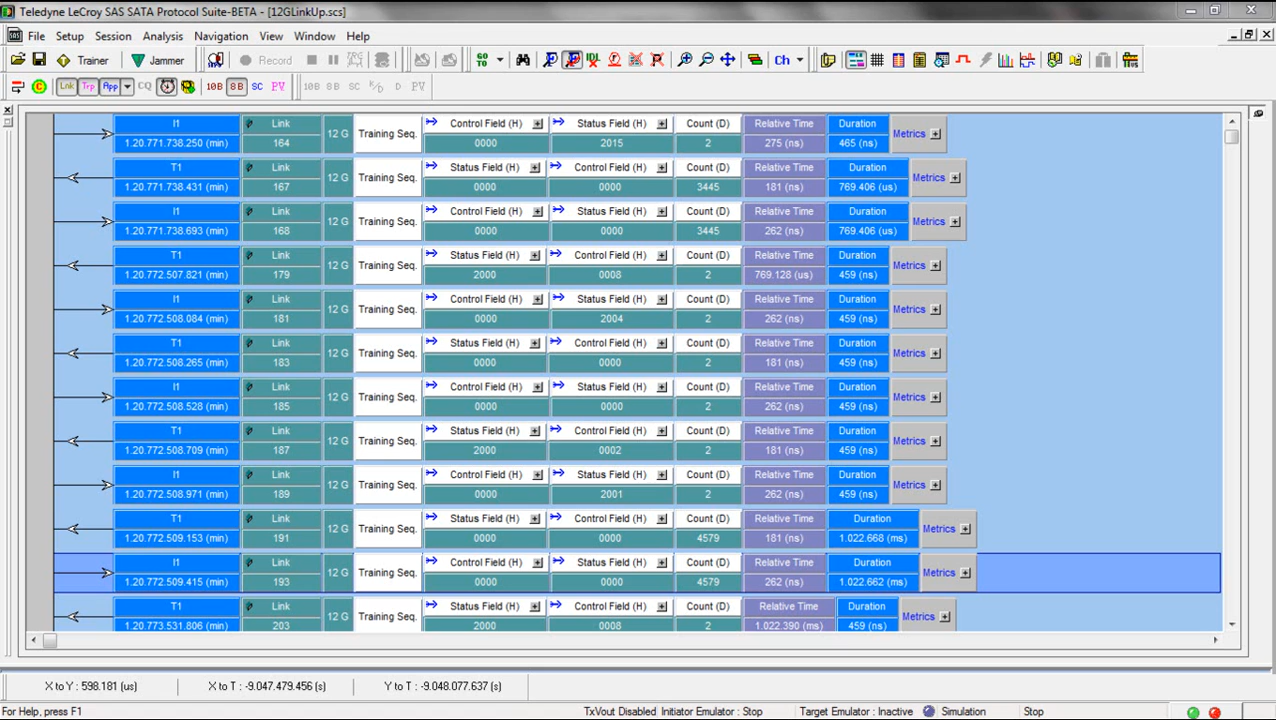 Teledyne LeCroy SAS SATA Protocol Suite-BETA - [12GLinkUp.scs]
File Setup Session Analysis Navigation View Window Help
Trainer Jammer Record GO TO Ch
Lnk Trp App CQ 10B 8B SC PV 10B 8B SC K/D D PV
I1 Link 12 G Training Seq. Control Field (H) Status Field (H) Count (D) Relative Time Duration Metrics
1.20.771.738.250 (min) 164 0000 2015 2 275 (ns) 465 (ns)
T1 Link 12 G Training Seq. Status Field (H) Control Field (H) Count (D) Relative Time Duration Metrics
1.20.771.738.431 (min) 167 0000 0000 3445 181 (ns) 769.406 (us)
I1 Link 12 G Training Seq. Control Field (H) Status Field (H) Count (D) Relative Time Duration Metrics
1.20.771.738.693 (min) 168 0000 0000 3445 262 (ns) 769.406 (us)
T1 Link 12 G Training Seq. Status Field (H) Control Field (H) Count (D) Relative Time Duration Metrics
1.20.772.507.821 (min) 179 2000 0008 2 769.128 (us) 459 (ns)
I1 Link 12 G Training Seq. Control Field (H) Status Field (H) Count (D) Relative Time Duration Metrics
1.20.772.508.084 (min) 181 0000 2004 2 262 (ns) 459 (ns)
T1 Link 12 G Training Seq. Status Field (H) Control Field (H) Count (D) Relative Time Duration Metrics
1.20.772.508.265 (min) 183 0000 0000 2 181 (ns) 459 (ns)
I1 Link 12 G Training Seq. Control Field (H) Status Field (H) Count (D) Relative Time Duration Metrics
1.20.772.508.528 (min) 185 0000 0000 2 262 (ns) 459 (ns)
T1 Link 12 G Training Seq. Status Field (H) Control Field (H) Count (D) Relative Time Duration Metrics
1.20.772.508.709 (min) 187 2000 0002 2 181 (ns) 459 (ns)
I1 Link 12 G Training Seq. Control Field (H) Status Field (H) Count (D) Relative Time Duration Metrics
1.20.772.508.971 (min) 189 0000 2001 2 262 (ns) 459 (ns)
T1 Link 12 G Training Seq. Status Field (H) Control Field (H) Count (D) Relative Time Duration Metrics
1.20.772.509.153 (min) 191 0000 0000 4579 181 (ns) 1.022.668 (ms)
I1 Link 12 G Training Seq. Control Field (H) Status Field (H) Count (D) Relative Time Duration Metrics
1.20.772.509.415 (min) 193 0000 0000 4579 262 (ns) 1.022.662 (ms)
T1 Link 12 G Training Seq. Status Field (H) Control Field (H) Count (D) Relative Time Duration Metrics
1.20.773.531.806 (min) 203 2000 0008 2 1.022.390 (ms) 459 (ns)
X to Y : 598.181 (us) X to T : -9.047.479.456 (s) Y to T : -9.048.077.637 (s)
For Help, press F1 TxVout Disabled Initiator Emulator : Stop Target Emulator : Inactive Simulation Stop